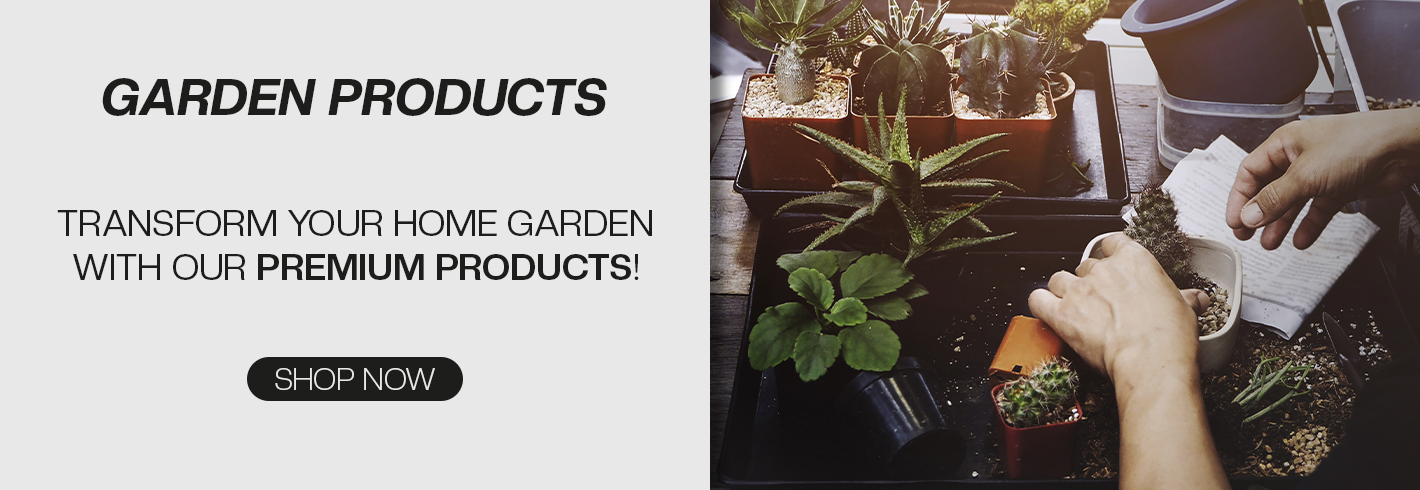 GARDEN PRODUCTS
TRANSFORM YOUR HOME GARDEN
WITH OUR PREMIUM PRODUCTS!
SHOP NOW